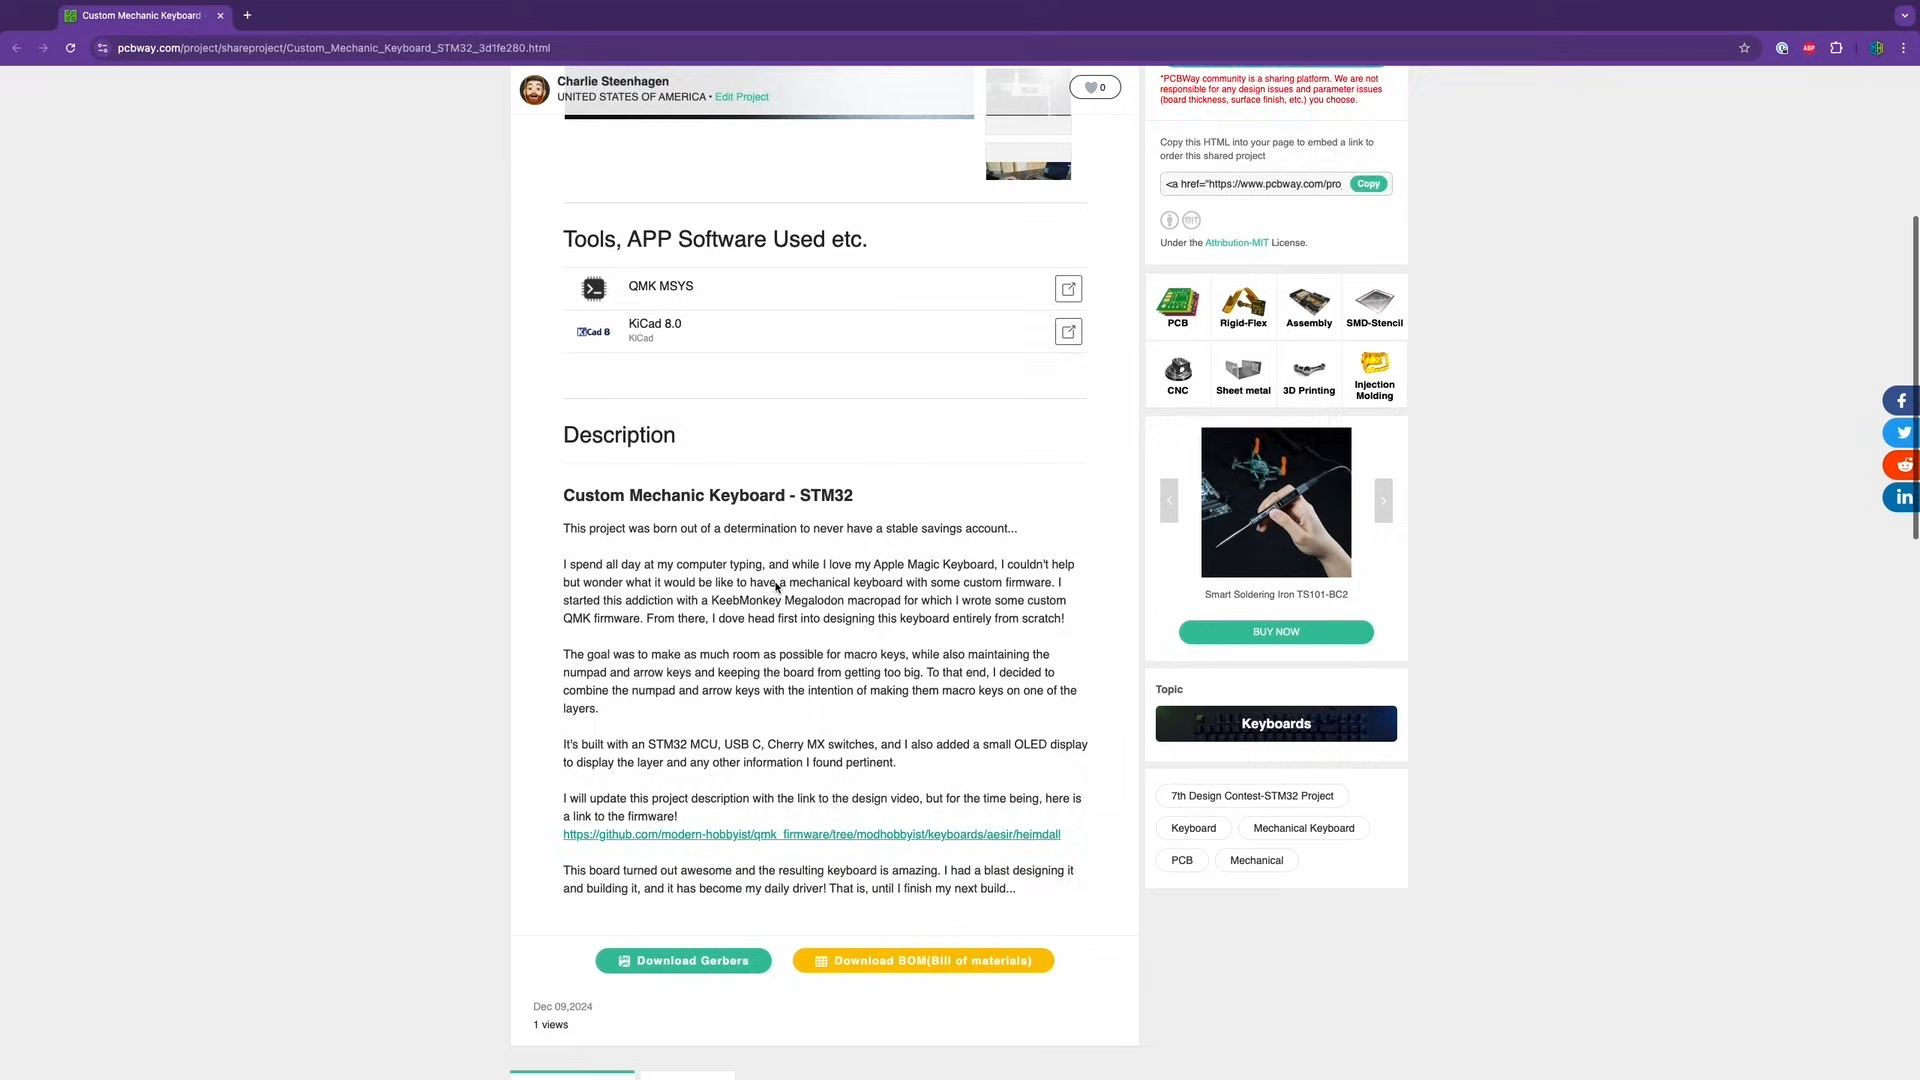 Custom Mechanic Keyboard
pcbway.com/project/shareproject/Custom_Mechanic_Keyboard_STM32_3d1fe280.html
ABP
Charlie Steenhagen
UNITED STATES OF AMERICA • Edit Project
0
Tools, APP Software Used etc.
QMK MSYS
KiCad 8
KiCad 8.0
KiCad
Description
Custom Mechanic Keyboard - STM32
This project was born out of a determination to never have a stable savings account...
I spend all day at my computer typing, and while I love my Apple Magic Keyboard, I couldn't help
but wonder what it would be like to have a mechanical keyboard with some custom firmware. I
started this addiction with a KeebMonkey Megalodon macropad for which I wrote some custom
QMK firmware. From there, I dove head first into designing this keyboard entirely from scratch!
The goal was to make as much room as possible for macro keys, while also maintaining the
numpad and arrow keys and keeping the board from getting too big. To that end, I decided to
combine the numpad and arrow keys with the intention of making them macro keys on one of the
layers.
It's built with an STM32 MCU, USB C, Cherry MX switches, and I also added a small OLED display
to display the layer and any other information I found pertinent.
I will update this project description with the link to the design video, but for the time being, here is
a link to the firmware!
https://github.com/modern-hobbyist/qmk_firmware/tree/modhobbyist/keyboards/aesir/heimdall
This board turned out awesome and the resulting keyboard is amazing. I had a blast designing it
and building it, and it has become my daily driver! That is, until I finish my next build...
Download Gerbers
Download BOM(Bill of materials)
Dec 09,2024
1 views
*PCBWay community is a sharing platform. We are not
responsible for any design issues and parameter issues
(board thickness, surface finish, etc.) you choose.
Copy this HTML into your page to embed a link to
order this shared project
<a href="https://www.pcbway.com/pro
Copy
MIT
Under the Attribution-MIT License.
PCB
Rigid-Flex
Assembly
SMD-Stencil
CNC
Sheet metal
3D Printing
Injection
Molding
Smart Soldering Iron TS101-BC2
BUY NOW
Topic
Keyboards
7th Design Contest-STM32 Project
Keyboard
Mechanical Keyboard
PCB
Mechanical